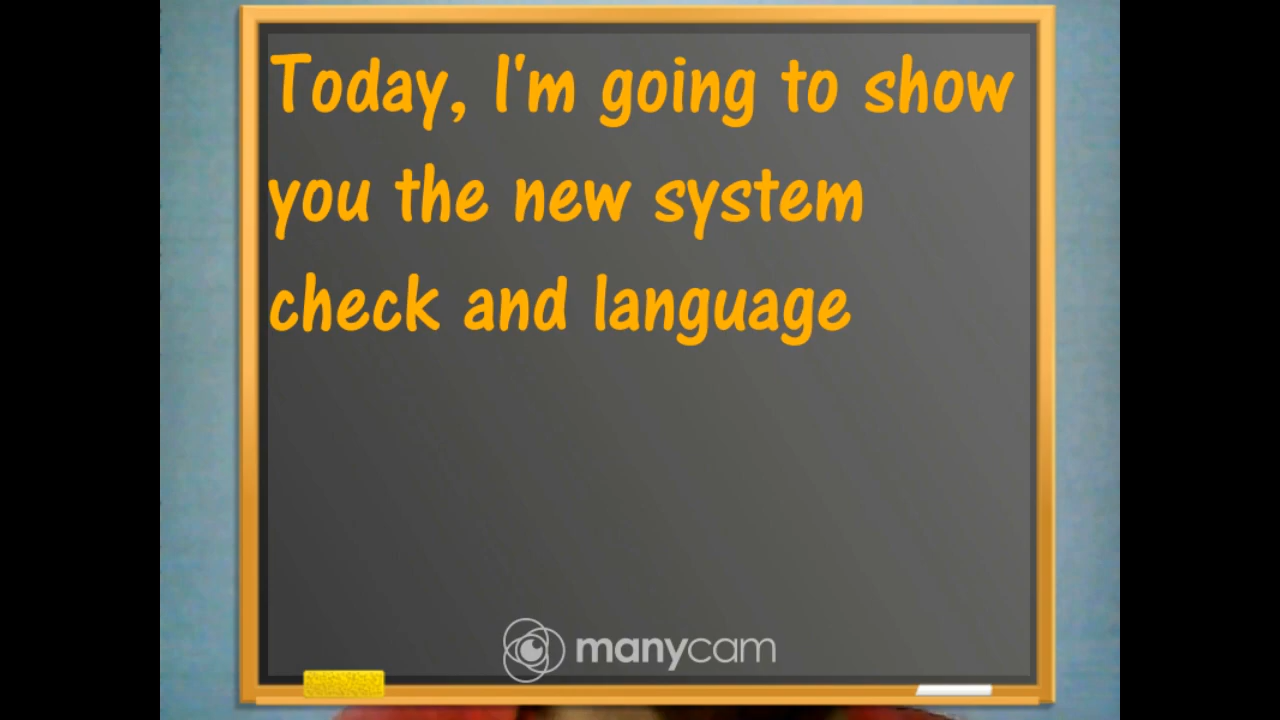 Today, I'm going to show
you the new system
check and language
manycam